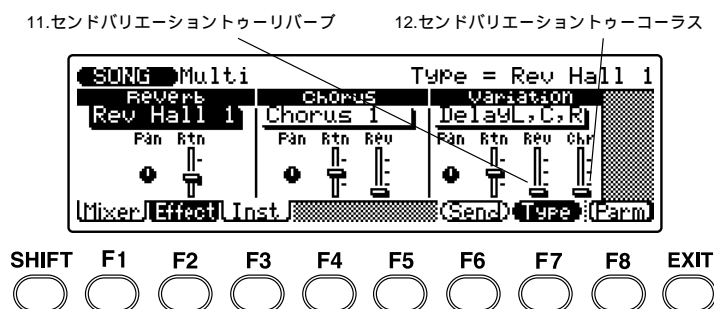 11.センドバリエーショントゥーリバーブ 12.センドバリエーショントゥーコーラス
SONG Multi Type = Rev Hall 1
Reverb Chorus Variation
Rev Hall 1 Chorus 1 DelayL,C,R
Pan Rtn Pan Rtn Rev Pan Rtn Rev Chr
Mixer Effect Inst (Send) (Type) (Parm)
SHIFT F1 F2 F3 F4 F5 F6 F7 F8 EXIT